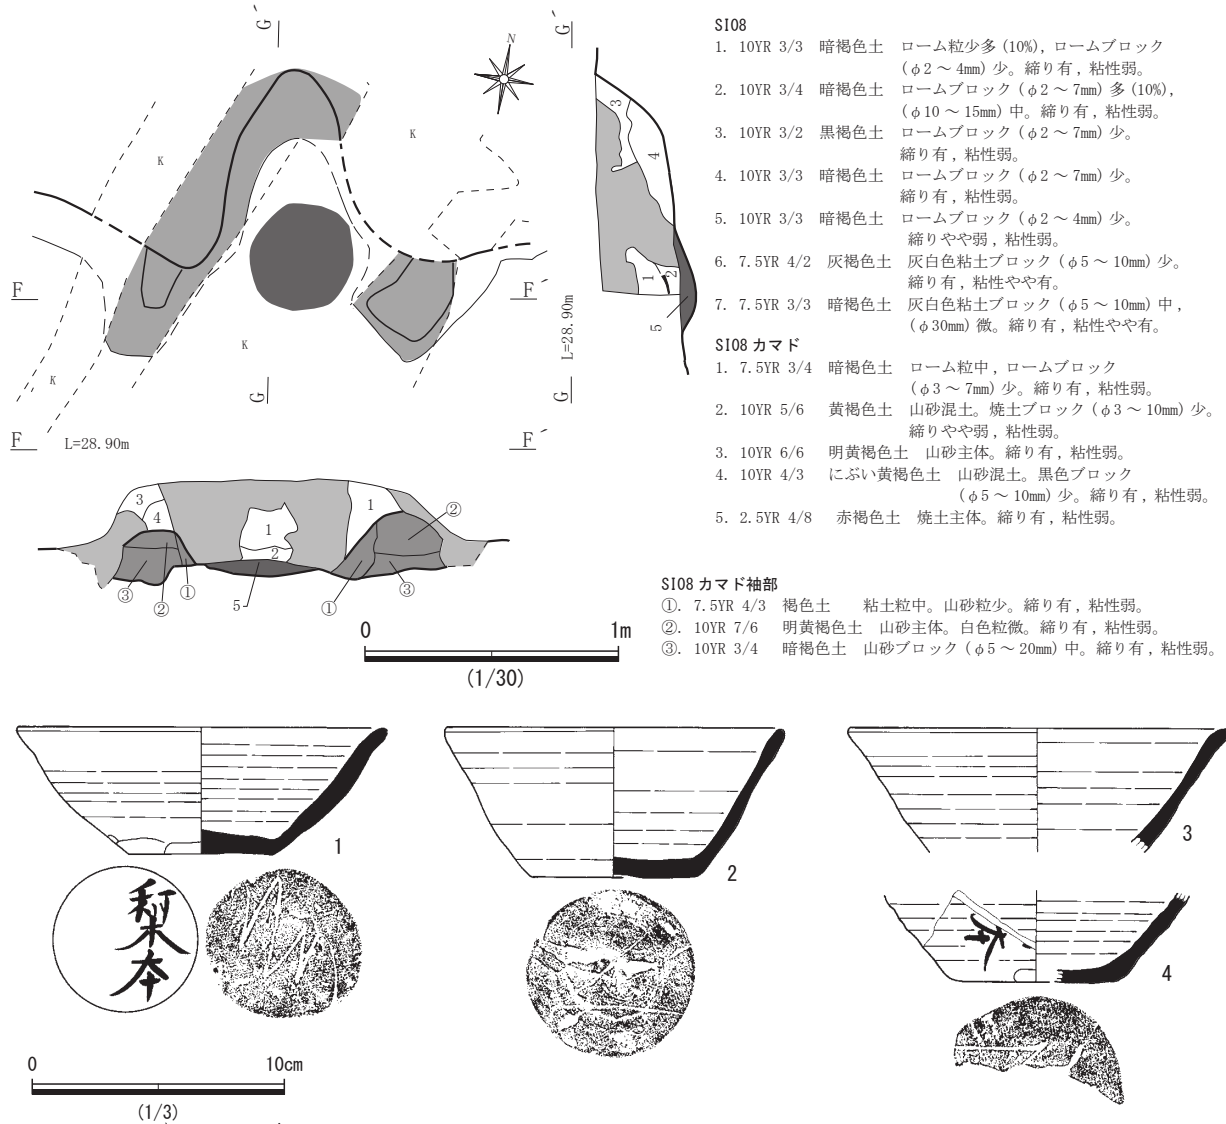 G´
G´
N
K
K
K
K
F
F´
G
G
L=28.90m
3
4
1
2
5
F
L=28.90m
F´
3
4
1
1
2
②
③
②
①
5
①
③
0 1m
(1/30)
SI08
1. 10YR 3/3 暗褐色土 ローム粒少多 (10%), ロームブロック
(φ2 ～ 4mm) 少。締り有, 粘性弱。
2. 10YR 3/4 暗褐色土 ロームブロック (φ2 ～ 7mm) 多 (10%),
(φ10 ～ 15mm) 中。締り有, 粘性弱。
3. 10YR 3/2 黒褐色土 ロームブロック (φ2 ～ 7mm) 少。
締り有, 粘性弱。
4. 10YR 3/3 暗褐色土 ロームブロック (φ2 ～ 7mm) 少。
締り有, 粘性弱。
5. 10YR 3/3 暗褐色土 ロームブロック (φ2 ～ 4mm) 少。
締りやや弱, 粘性弱。
6. 7.5YR 4/2 灰褐色土 灰白色粘土ブロック (φ5 ～ 10mm) 少。
締り有, 粘性やや有。
7. 7.5YR 3/3 暗褐色土 灰白色粘土ブロック (φ5 ～ 10mm) 中,
(φ30mm) 微。締り有, 粘性やや有。
SI08 カマド
1. 7.5YR 3/4 暗褐色土 ローム粒中, ロームブロック
(φ3 ～ 7mm) 少。締り有, 粘性弱。
2. 10YR 5/6 黄褐色土 山砂混土。焼土ブロック (φ3 ～ 10mm) 少。
締りやや弱, 粘性弱。
3. 10YR 6/6 明黄褐色土 山砂主体。締り有, 粘性弱。
4. 10YR 4/3 にぶい黄褐色土 山砂混土。黒色ブロック
(φ5 ～ 10mm) 少。締り有, 粘性弱。
5. 2.5YR 4/8 赤褐色土 焼土主体。締り有, 粘性弱。
SI08 カマド袖部
①. 7.5YR 4/3 褐色土 粘土粒中。山砂粒少。締り有, 粘性弱。
②. 10YR 7/6 明黄褐色土 山砂主体。白色粒微。締り有, 粘性弱。
③. 10YR 3/4 暗褐色土 山砂ブロック (φ5 ～ 20mm) 中。締り有, 粘性弱。
1
2
3
4
0 10cm
(1/3)